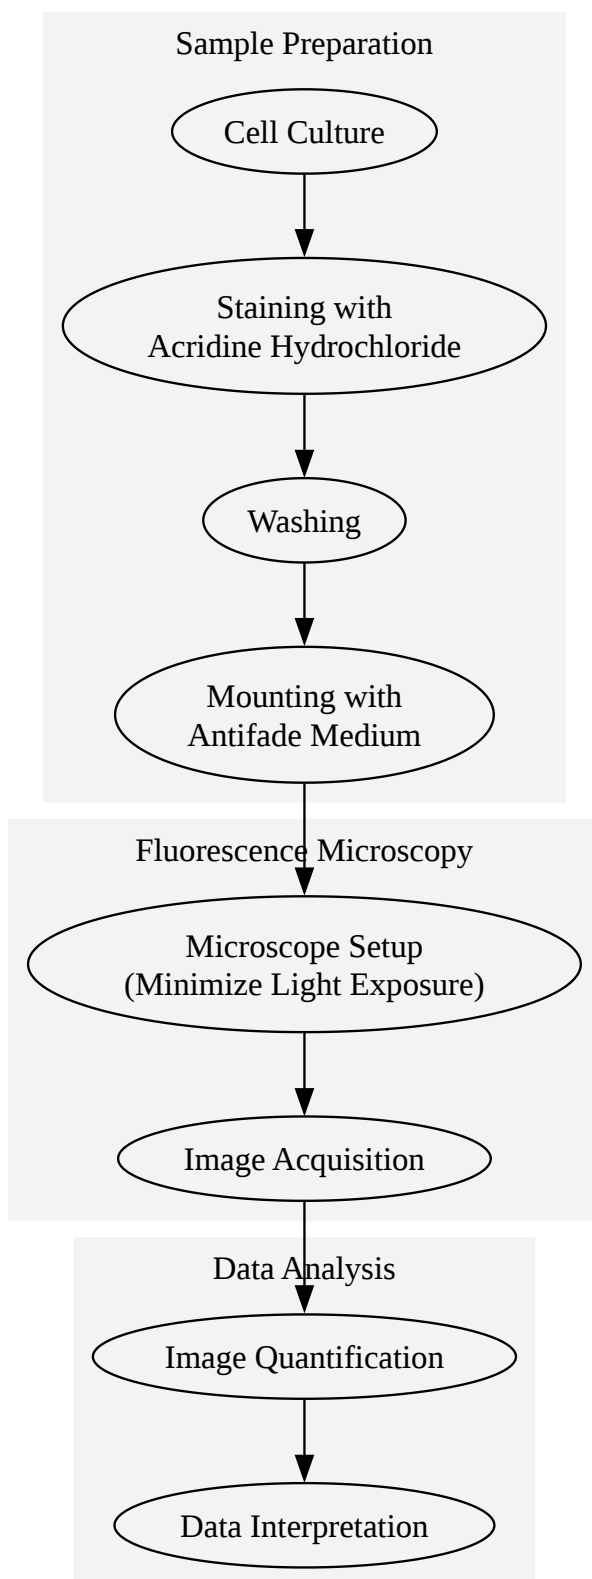 Sample Preparation
Cell Culture
Staining with
Acridine Hydrochloride
Washing
Mounting with
Antifade Medium
Fluorescence Microscopy
Microscope Setup
(Minimize Light Exposure)
Image Acquisition
Data Analysis
Image Quantification
Data Interpretation